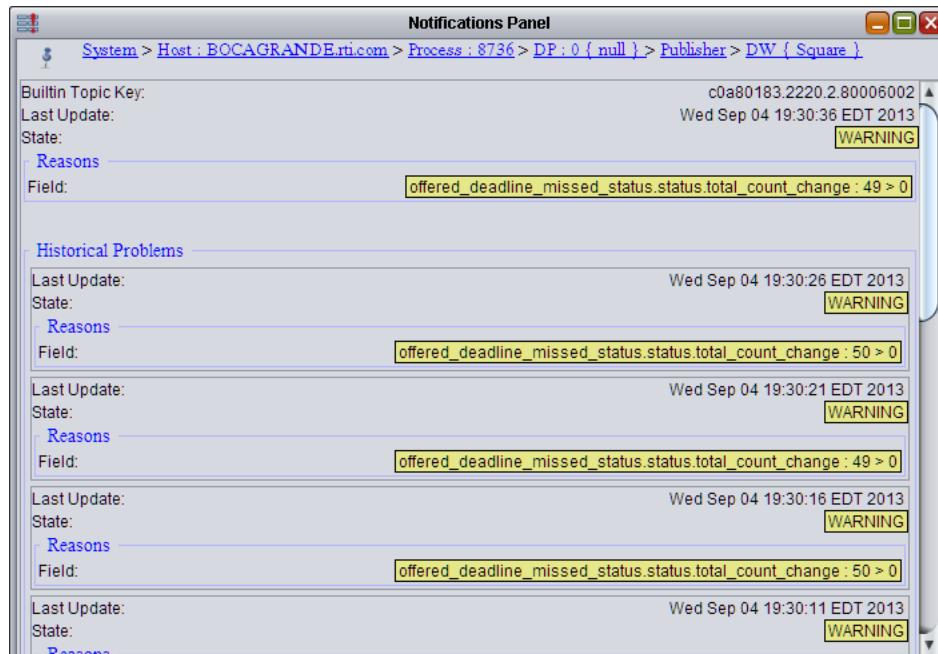 Notifications Panel
System > Host : BOCAGRANDE.rti.com > Process : 8736 > DP : 0 { null } > Publisher > DW { Square }
Builtin Topic Key: c0a80183.2220.2.80006002
Last Update: Wed Sep 04 19:30:36 EDT 2013
State: WARNING
Reasons
Field: offered_deadline_missed_status.status.total_count_change : 49 > 0
Historical Problems
Last Update: Wed Sep 04 19:30:26 EDT 2013
State: WARNING
Reasons
Field: offered_deadline_missed_status.status.total_count_change : 50 > 0
Last Update: Wed Sep 04 19:30:21 EDT 2013
State: WARNING
Reasons
Field: offered_deadline_missed_status.status.total_count_change : 49 > 0
Last Update: Wed Sep 04 19:30:16 EDT 2013
State: WARNING
Reasons
Field: offered_deadline_missed_status.status.total_count_change : 50 > 0
Last Update: Wed Sep 04 19:30:11 EDT 2013
State: WARNING
Reasons